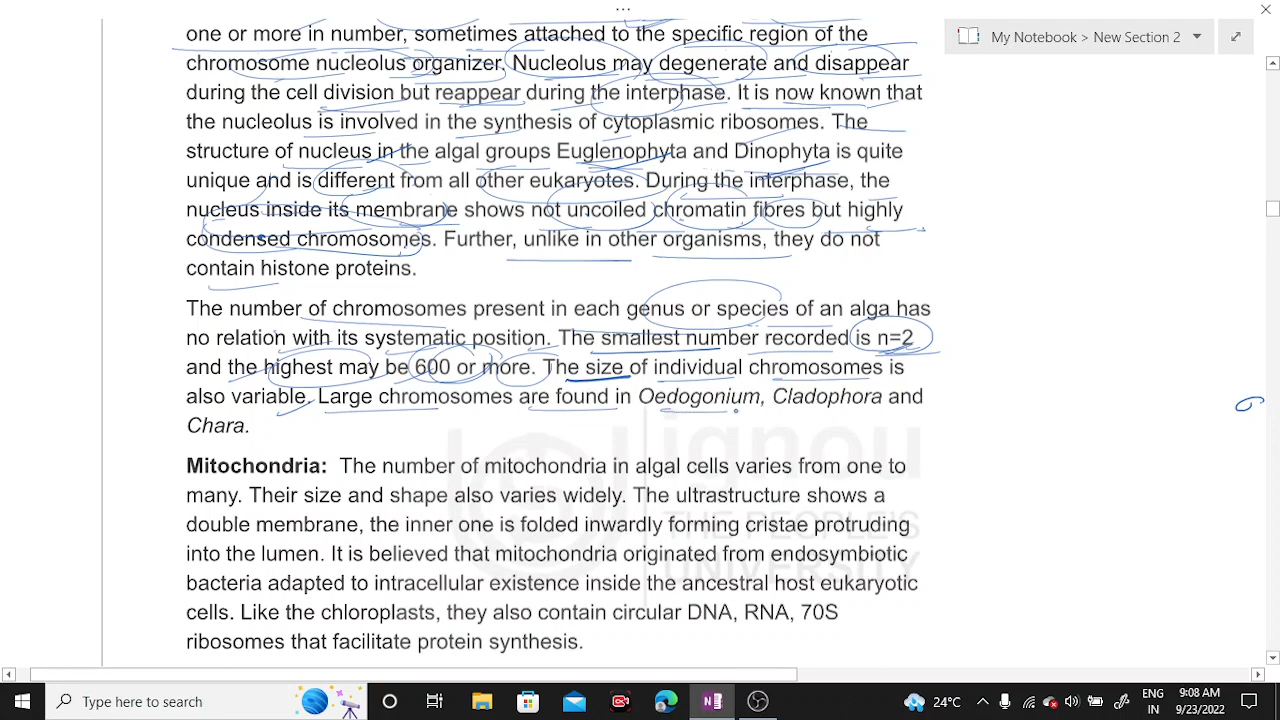 ...
one or more in number, sometimes attached to the specific region of the
My Notebook > New Section 2
chromosome nucleolus organizer. Nucleolus may degenerate and disappear
during the cell division but reappear during the interphase. It is now known that
the nucleolus is involved in the synthesis of cytoplasmic ribosomes. The
structure of nucleus in the algal groups Euglenophyta and Dinophyta is quite
unique and is different from all other eukaryotes. During the interphase, the
nucleus inside its membrane shows not uncoiled chromatin fibres but highly
condensed chromosomes. Further, unlike in other organisms, they do not
contain histone proteins.
The number of chromosomes present in each genus or species of an alga has
no relation with its systematic position. The smallest number recorded is n=2
and the highest may be 600 or more. The size of individual chromosomes is
also variable. Large chromosomes are found in Oedogonium, Cladophora and
Chara.
ignou
THE PEOPLE'S
UNIVERSITY
Mitochondria: The number of mitochondria in algal cells varies from one to
many. Their size and shape also varies widely. The ultrastructure shows a
double membrane, the inner one is folded inwardly forming cristae protruding
into the lumen. It is believed that mitochondria originated from endosymbiotic
bacteria adapted to intracellular existence inside the ancestral host eukaryotic
cells. Like the chloroplasts, they also contain circular DNA, RNA, 70S
ribosomes that facilitate protein synthesis.
Type here to search
24°C
ENG
IN
9:08 AM
9/23/2022